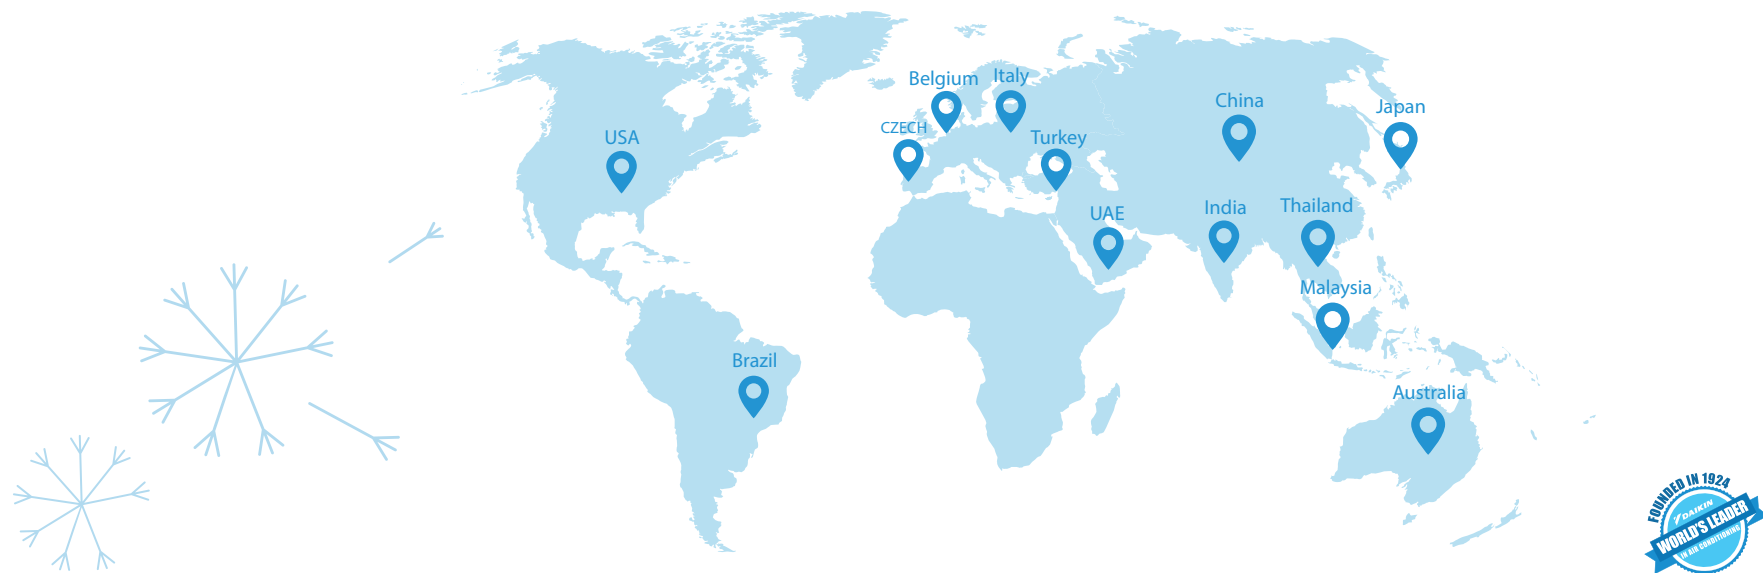 Belgium
Italy
China
Japan
CZECH
USA
Turkey
UAE
India
Thailand
Malaysia
Brazil
Australia
FOUNDED IN 1924
DAIKIN
WORLD'S LEADER
IN AIR CONDITIONING